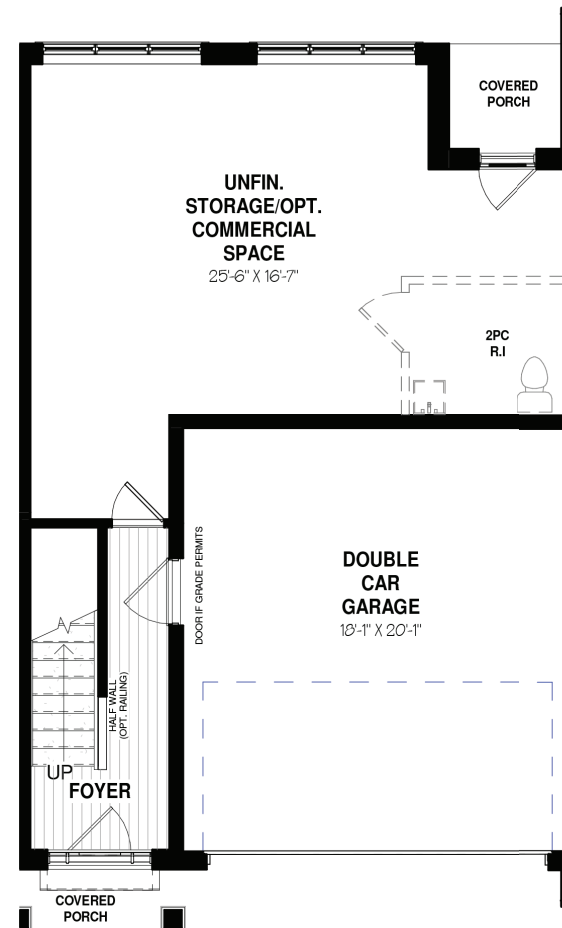 COVERED
PORCH
UNFIN.
STORAGE/OPT.
COMMERCIAL
SPACE
25'-6" X 16'-7"
2PC
R.I
DOOR IF GRADE PERMITS
DOUBLE
CAR
GARAGE
18'-1" X 20'-1"
HALF WALL
(OPT. RAILING)
UP
FOYER
COVERED
PORCH